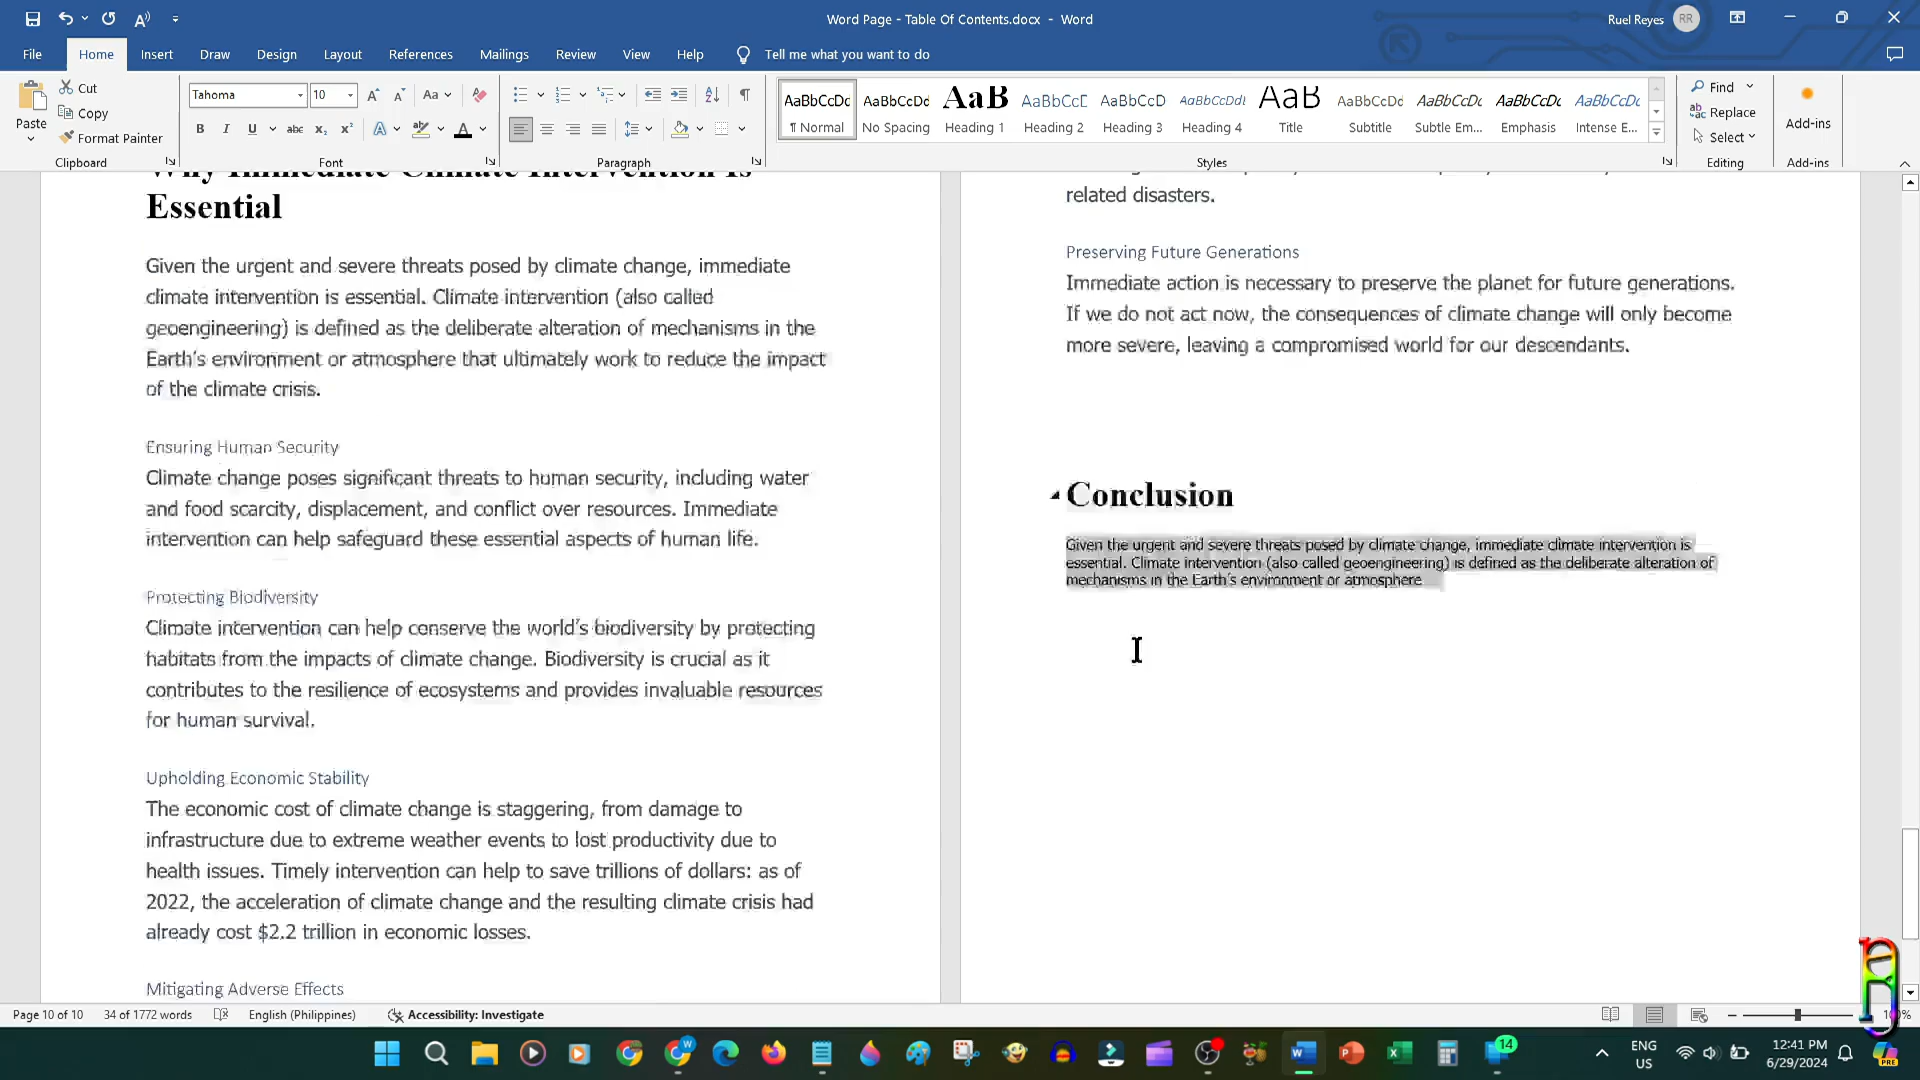 Word Page - Table Of Contents.docx - Word
Ruel Reyes
RR
File
Home
Insert
Draw
Design
Layout
References
Mailings
Review
View
Help
Tell me what you want to do
Paste
Cut
Copy
Format Painter
Clipboard
Tahoma
10
Aa
B
I
U
abc
Font
Paragraph
AaBbCcDc
¶ Normal
AaBbCcDd
No Spacing
AaB
Heading 1
AaBbCcE
Heading 2
AaBbCcD
Heading 3
AaBbCcDdI
Heading 4
AaB
Title
AaBbCcD
Subtitle
AaBbCcDc
Subtle Em...
AaBbCcDc
Emphasis
AaBbCcDc
Intense E...
Styles
Find
Replace
Select
Editing
Add-ins
Add-ins
Why Immediate Climate Intervention Is
Essential
Given the urgent and severe threats posed by climate change, immediate
climate intervention is essential. Climate intervention (also called
geoengineering) is defined as the deliberate alteration of mechanisms in the
Earth's environment or atmosphere that ultimately work to reduce the impact
of the climate crisis.
Ensuring Human Security
Climate change poses significant threats to human security, including water
and food scarcity, displacement, and conflict over resources. Immediate
intervention can help safeguard these essential aspects of human life.
Protecting Biodiversity
Climate intervention can help conserve the world's biodiversity by protecting
habitats from the impacts of climate change. Biodiversity is crucial as it
contributes to the resilience of ecosystems and provides invaluable resources
for human survival.
Upholding Economic Stability
The economic cost of climate change is staggering, from damage to
infrastructure due to extreme weather events to lost productivity due to
health issues. Timely intervention can help to save trillions of dollars: as of
2022, the acceleration of climate change and the resulting climate crisis had
already cost $2.2 trillion in economic losses.
Mitigating Adverse Effects
related disasters.
Preserving Future Generations
Immediate action is necessary to preserve the planet for future generations.
If we do not act now, the consequences of climate change will only become
more severe, leaving a compromised world for our descendants.
Conclusion
Given the urgent and severe threats posed by climate change, immediate climate intervention is
essential. Climate intervention (also called geoengineering) is defined as the deliberate alteration of
mechanisms in the Earth's environment or atmosphere
Page 10 of 10
34 of 1772 words
English (Philippines)
Accessibility: Investigate
14
ENG
US
12:41 PM
6/29/2024
PRE